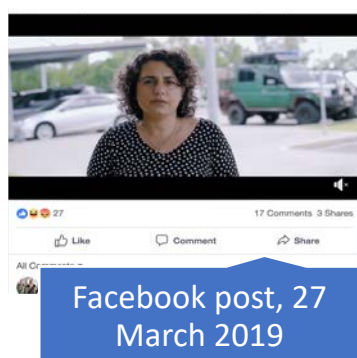 27
17 Comments 3 Shares
Like
Comment
Share
All Comments
Facebook post, 27
March 2019